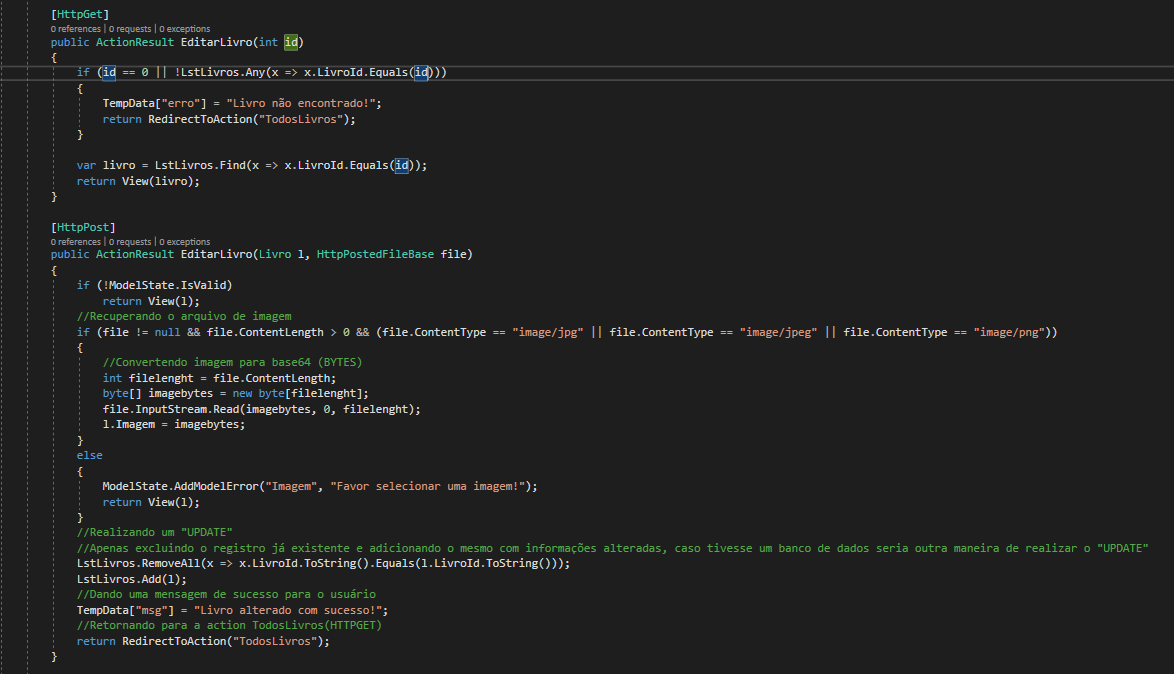 [HttpGet]
0 references | 0 requests | 0 exceptions
public ActionResult EditarLivro(int id)
{
if (id == 0 || !LstLivros.Any(x => x.LivroId.Equals(id)))
{
TempData["erro"] = "Livro não encontrado!";
return RedirectToAction("TodosLivros");
}
var livro = LstLivros.Find(x => x.LivroId.Equals(id));
return View(livro);
}
[HttpPost]
0 references | 0 requests | 0 exceptions
public ActionResult EditarLivro(Livro l, HttpPostedFileBase file)
{
if (!ModelState.IsValid)
return View(l);
//Recuperando o arquivo de imagem
if (file != null && file.ContentLength > 0 && (file.ContentType == "image/jpg" || file.ContentType == "image/jpeg" || file.ContentType == "image/png"))
{
//Convertendo imagem para base64 (BYTES)
int filelenght = file.ContentLength;
byte[] imagebytes = new byte[filelenght];
file.InputStream.Read(imagebytes, 0, filelenght);
l.Imagem = imagebytes;
}
else
{
ModelState.AddModelError("Imagem", "Favor selecionar uma imagem!");
return View(l);
}
//Realizando um "UPDATE"
//Apenas excluindo o registro já existente e adicionando o mesmo com informações alteradas, caso tivesse um banco de dados seria outra maneira de realizar o "UPDATE"
LstLivros.RemoveAll(x => x.LivroId.ToString().Equals(l.LivroId.ToString()));
LstLivros.Add(l);
//Dando uma mensagem de sucesso para o usuário
TempData["msg"] = "Livro alterado com sucesso!";
//Retornando para a action TodosLivros(HTTPGET)
return RedirectToAction("TodosLivros");
}